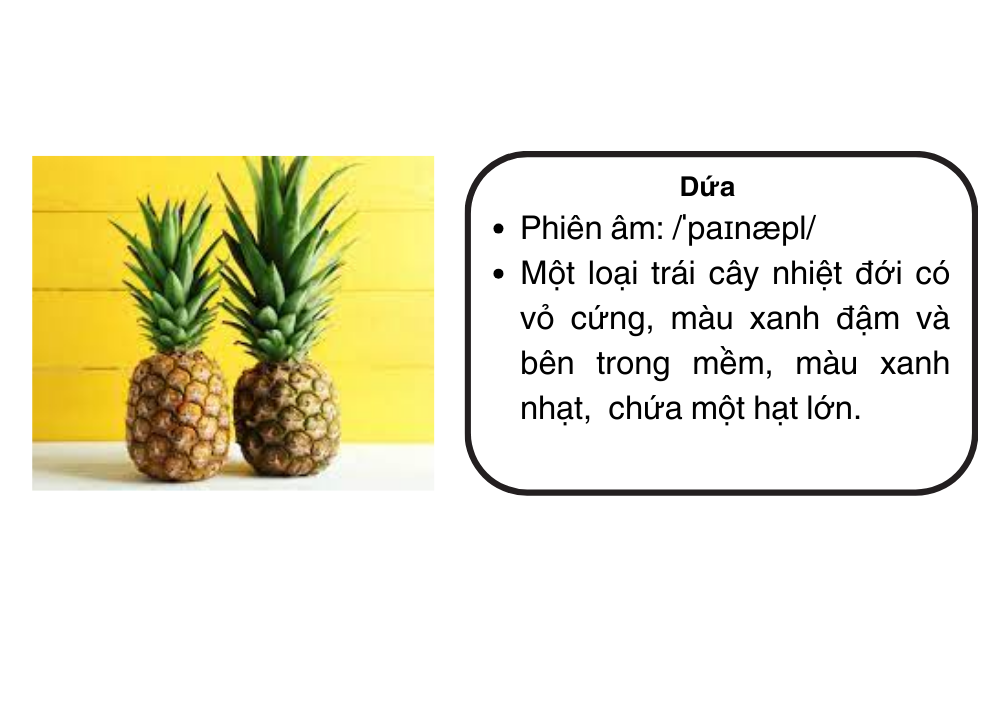 Dứa
• Phiên âm: /ˈpaɪnæpl/
• Một loại trái cây nhiệt đới có
vỏ cứng, màu xanh đậm và
bên trong mềm, màu xanh
nhạt, chứa một hạt lớn.